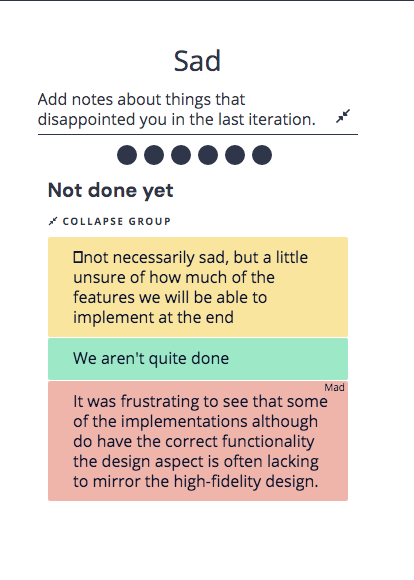 Sad
Add notes about things that
disappointed you in the last iteration.
Not done yet
COLLAPSE GROUP
not necessarily sad, but a little
unsure of how much of the
features we will be able to
implement at the end
We aren't quite done
Mad
It was frustrating to see that some
of the implementations although
do have the correct functionality
the design aspect is often lacking
to mirror the high-fidelity design.